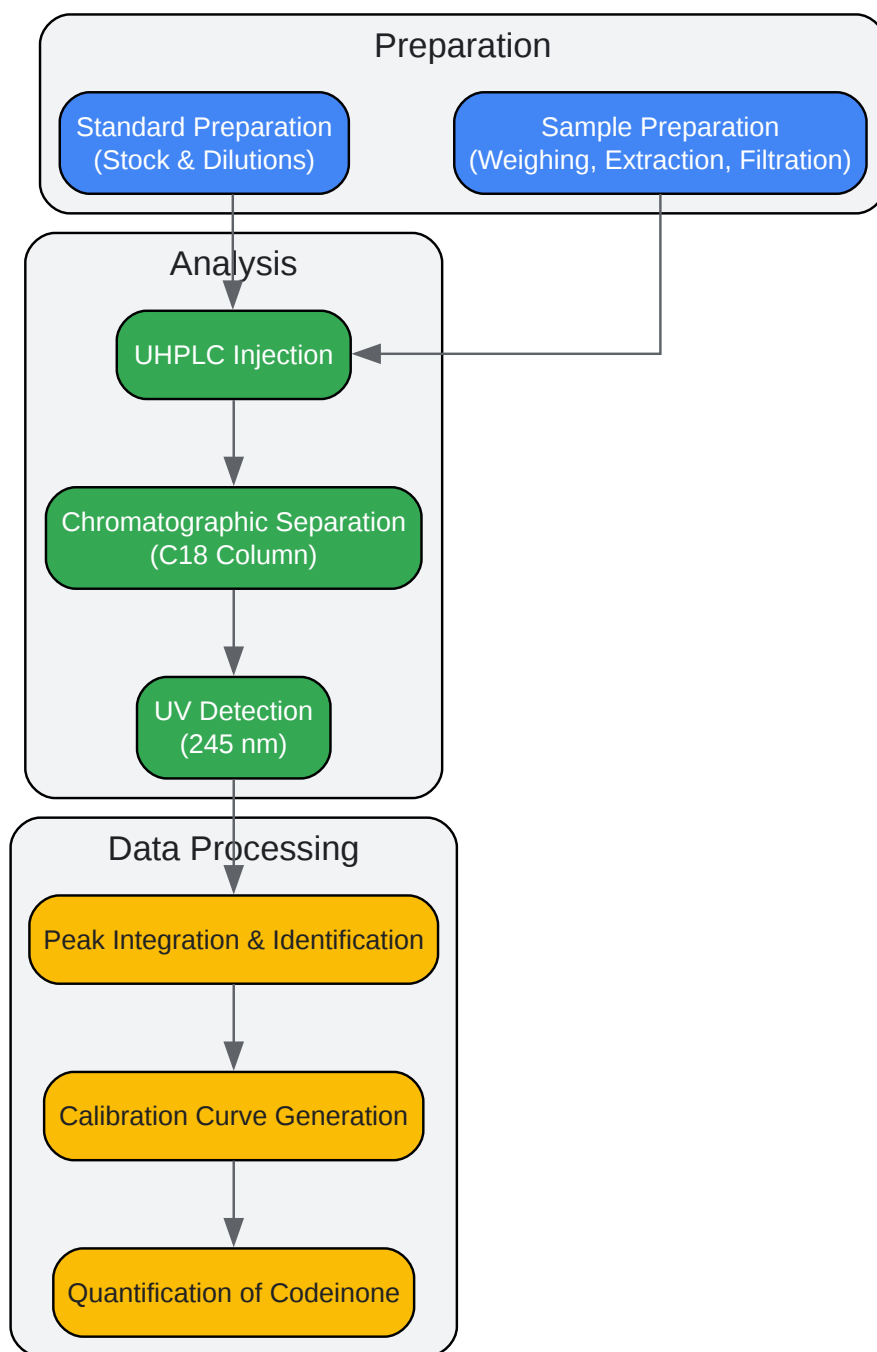 Preparation
Standard Preparation
(Stock & Dilutions)
Sample Preparation
(Weighing, Extraction, Filtration)
Analysis
UHPLC Injection
Chromatographic Separation
(C18 Column)
UV Detection
(245 nm)
Data Processing
Peak Integration & Identification
Calibration Curve Generation
Quantification of Codeinone